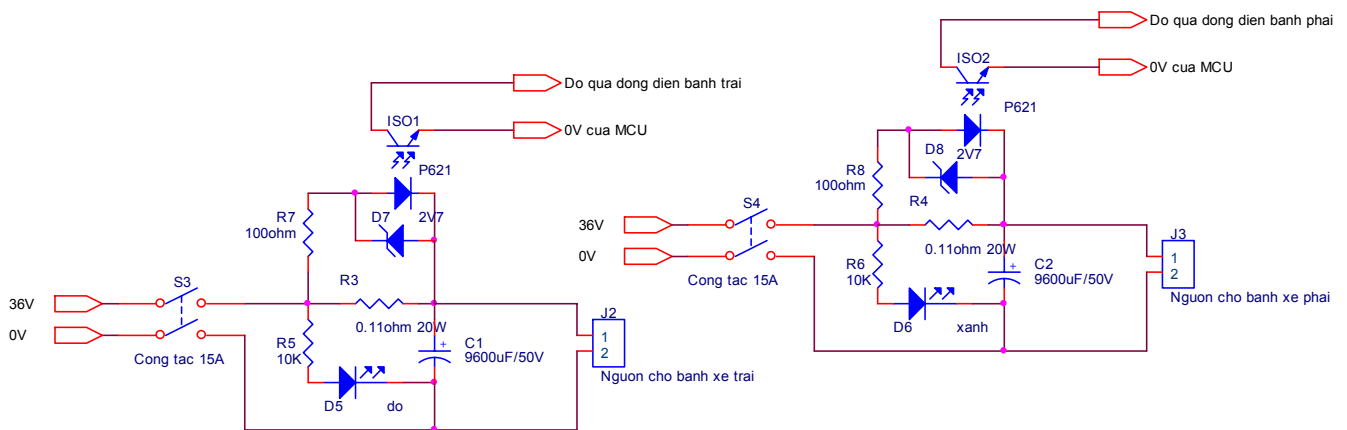 Do qua dong dien banh trai
ISO1
0V cua MCU
P621
R7
100ohm
D7
2V7
S3
36V
0V
R3
0.11ohm 20W
Cong tac 15A
R5
10K
C1
9600uF/50V
J2
1
2
Nguon cho banh xe trai
D5
do
Do qua dong dien banh phai
ISO2
0V cua MCU
P621
D8
2V7
R8
100ohm
R4
S4
36V
0V
0.11ohm 20W
J3
1
2
Cong tac 15A
R6
10K
C2
9600uF/50V
Nguon cho banh xe phai
D6
xanh